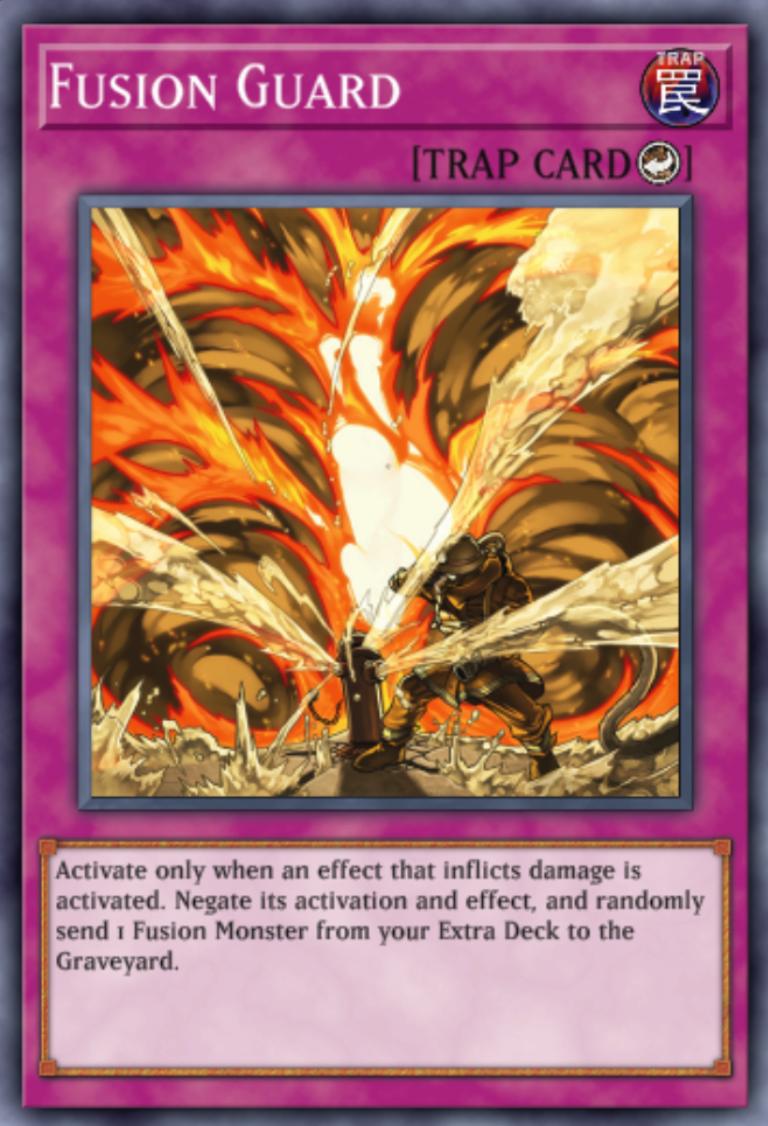 FUSION GUARD
TRAP
罠
[TRAP CARD]
Activate only when an effect that inflicts damage is
activated. Negate its activation and effect, and randomly
send 1 Fusion Monster from your Extra Deck to the
Graveyard.